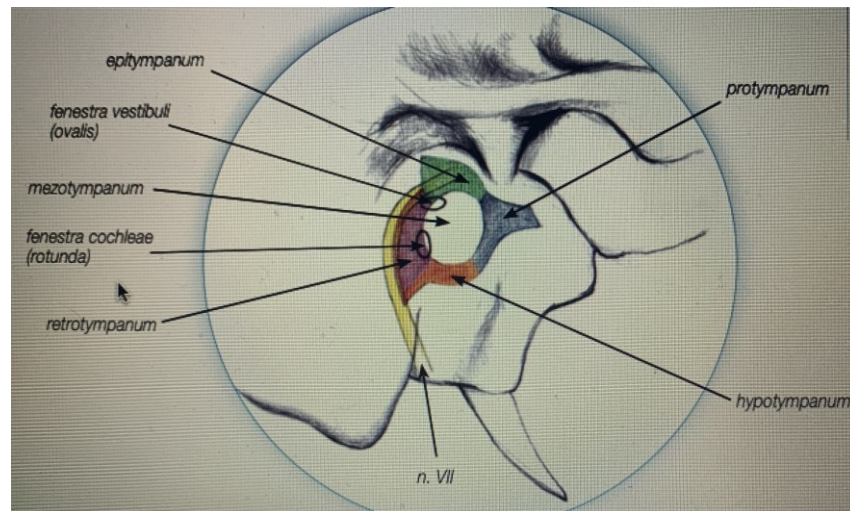 epitympanum
fenestra vestibuli
(ovalis)
mezotympanum
fenestra cochleae
(rotunda)
retrotympanum
protympanum
hypotympanum
n. VII